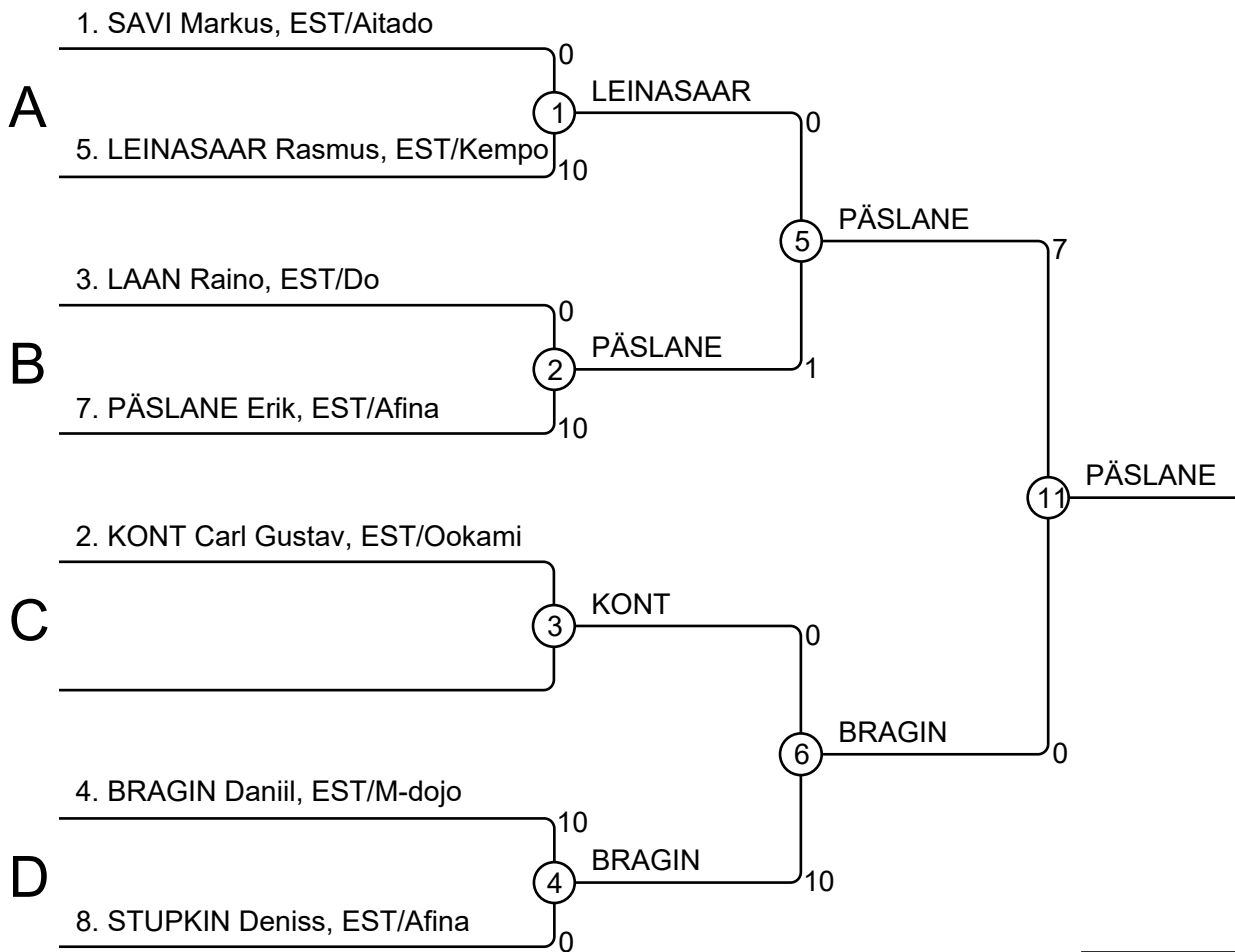 1. SAVI Markus, EST/Aitado
0
A
1
LEINASAAR
0
5. LEINASAAR Rasmus, EST/Kempo
10
5
PÄSLANE
7
3. LAAN Raino, EST/Do
0
B
2
PÄSLANE
1
7. PÄSLANE Erik, EST/Afina
10
11
PÄSLANE
2. KONT Carl Gustav, EST/Ookami
C
3
KONT
0
6
BRAGIN
0
4. BRAGIN Daniil, EST/M-dojo
10
D
4
BRAGIN
10
8. STUPKIN Deniss, EST/Afina
0